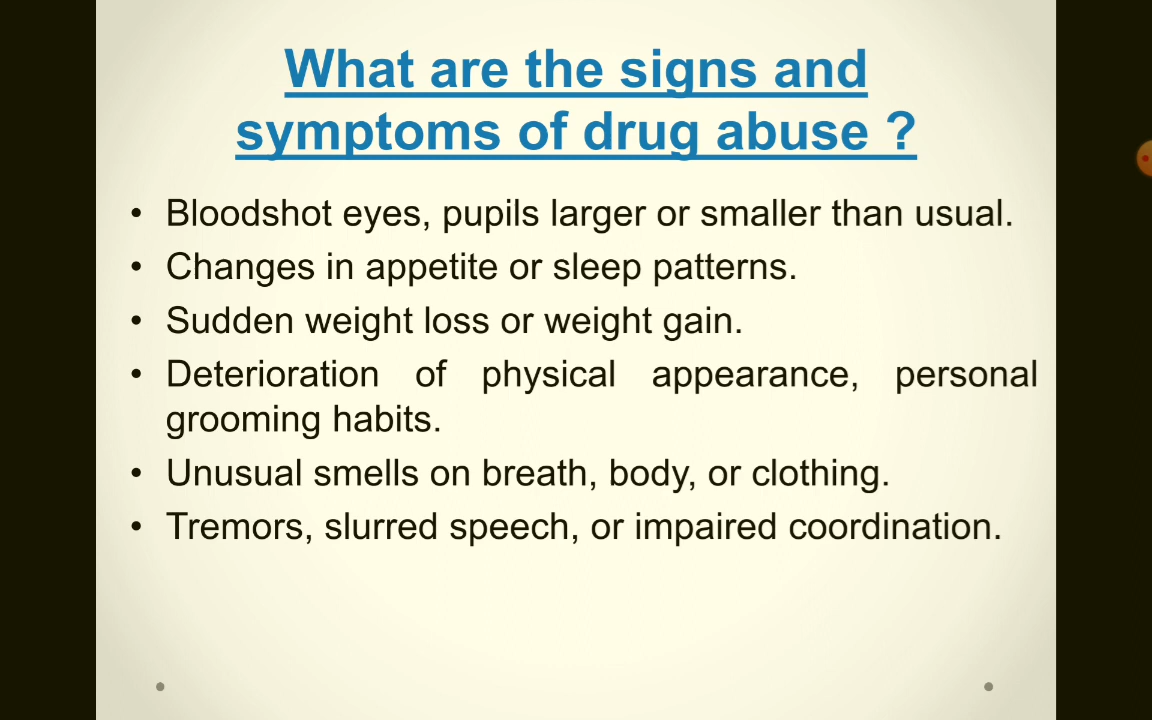 What are the signs and
symptoms of drug abuse ?
• Bloodshot eyes, pupils larger or smaller than usual.
• Changes in appetite or sleep patterns.
• Sudden weight loss or weight gain.
• Deterioration of physical appearance, personal
grooming habits.
• Unusual smells on breath, body, or clothing.
• Tremors, slurred speech, or impaired coordination.